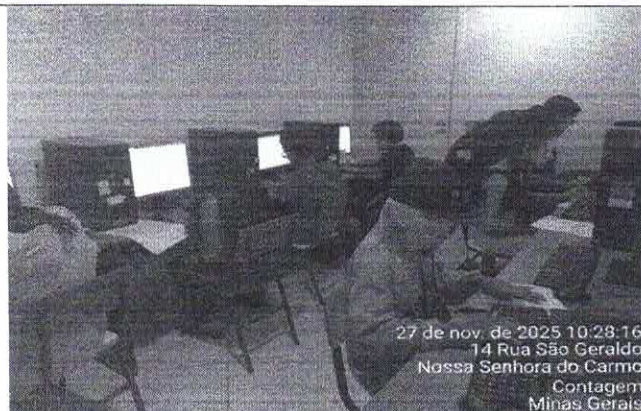 27 de nov. de 2025 10:28:16
14 Rua São Geraldo
Nossa Senhora do Carmo
Contagem
Minas Gerais